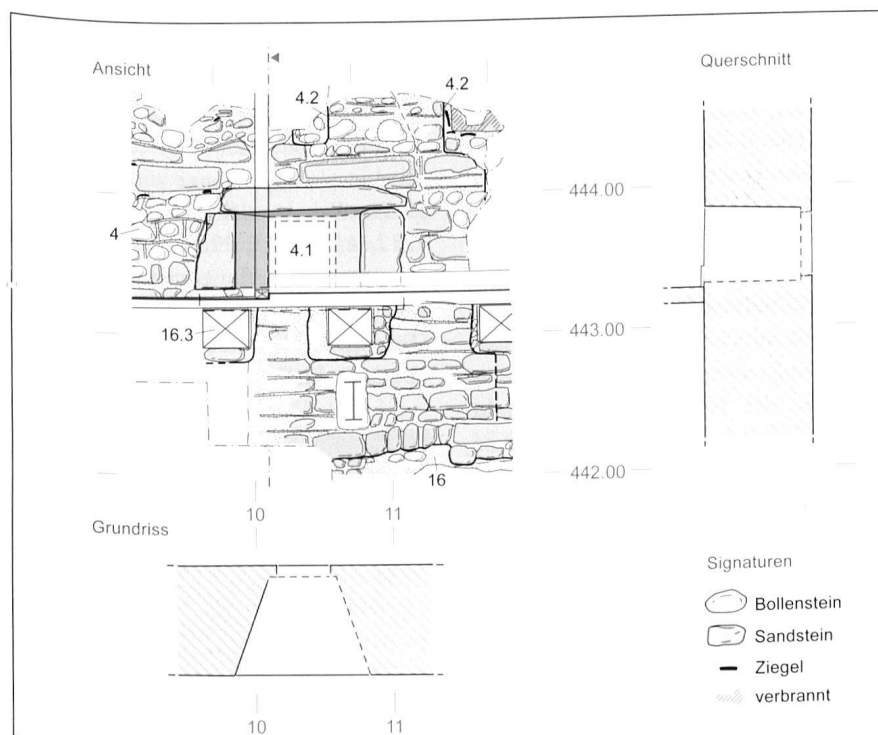 Ansicht
Querschnitt
4.2
4.2
444.00
4
4.1
16.3
443.00
16
442.00
10
11
Grundriss
Signaturen
Bollenstein
Sandstein
Ziegel
verbrannt
10
11